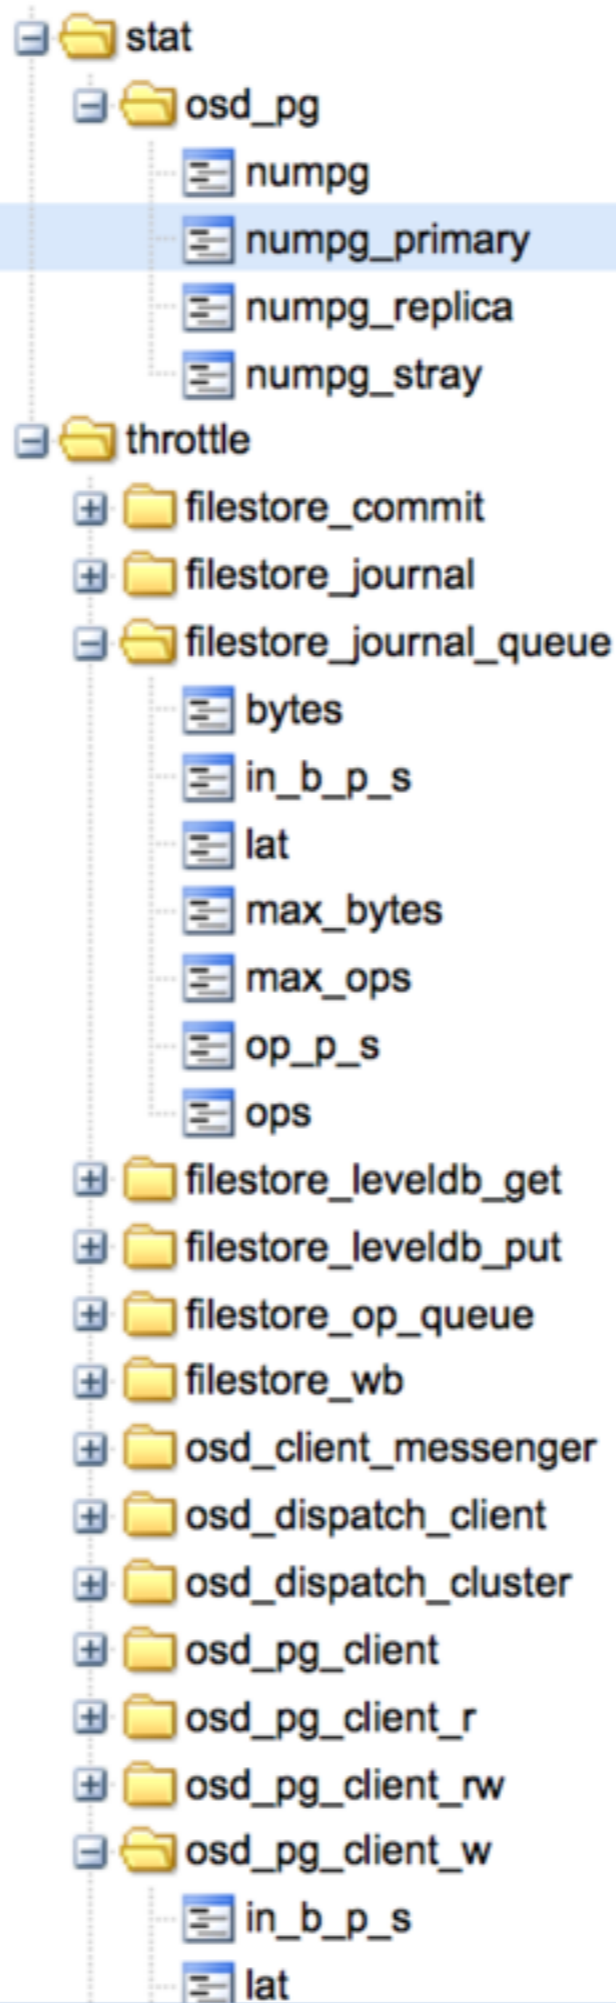 stat
osd_pg
numpg
numpg_primary
numpg_replica
numpg_stray
throttle
filestore_commit
filestore_journal
filestore_journal_queue
bytes
in_b_p_s
lat
max_bytes
max_ops
op_p_s
ops
filestore_leveldb_get
filestore_leveldb_put
filestore_op_queue
filestore_wb
osd_client_messenger
osd_dispatch_client
osd_dispatch_cluster
osd_pg_client
osd_pg_client_r
osd_pg_client_rw
osd_pg_client_w
in_b_p_s
lat